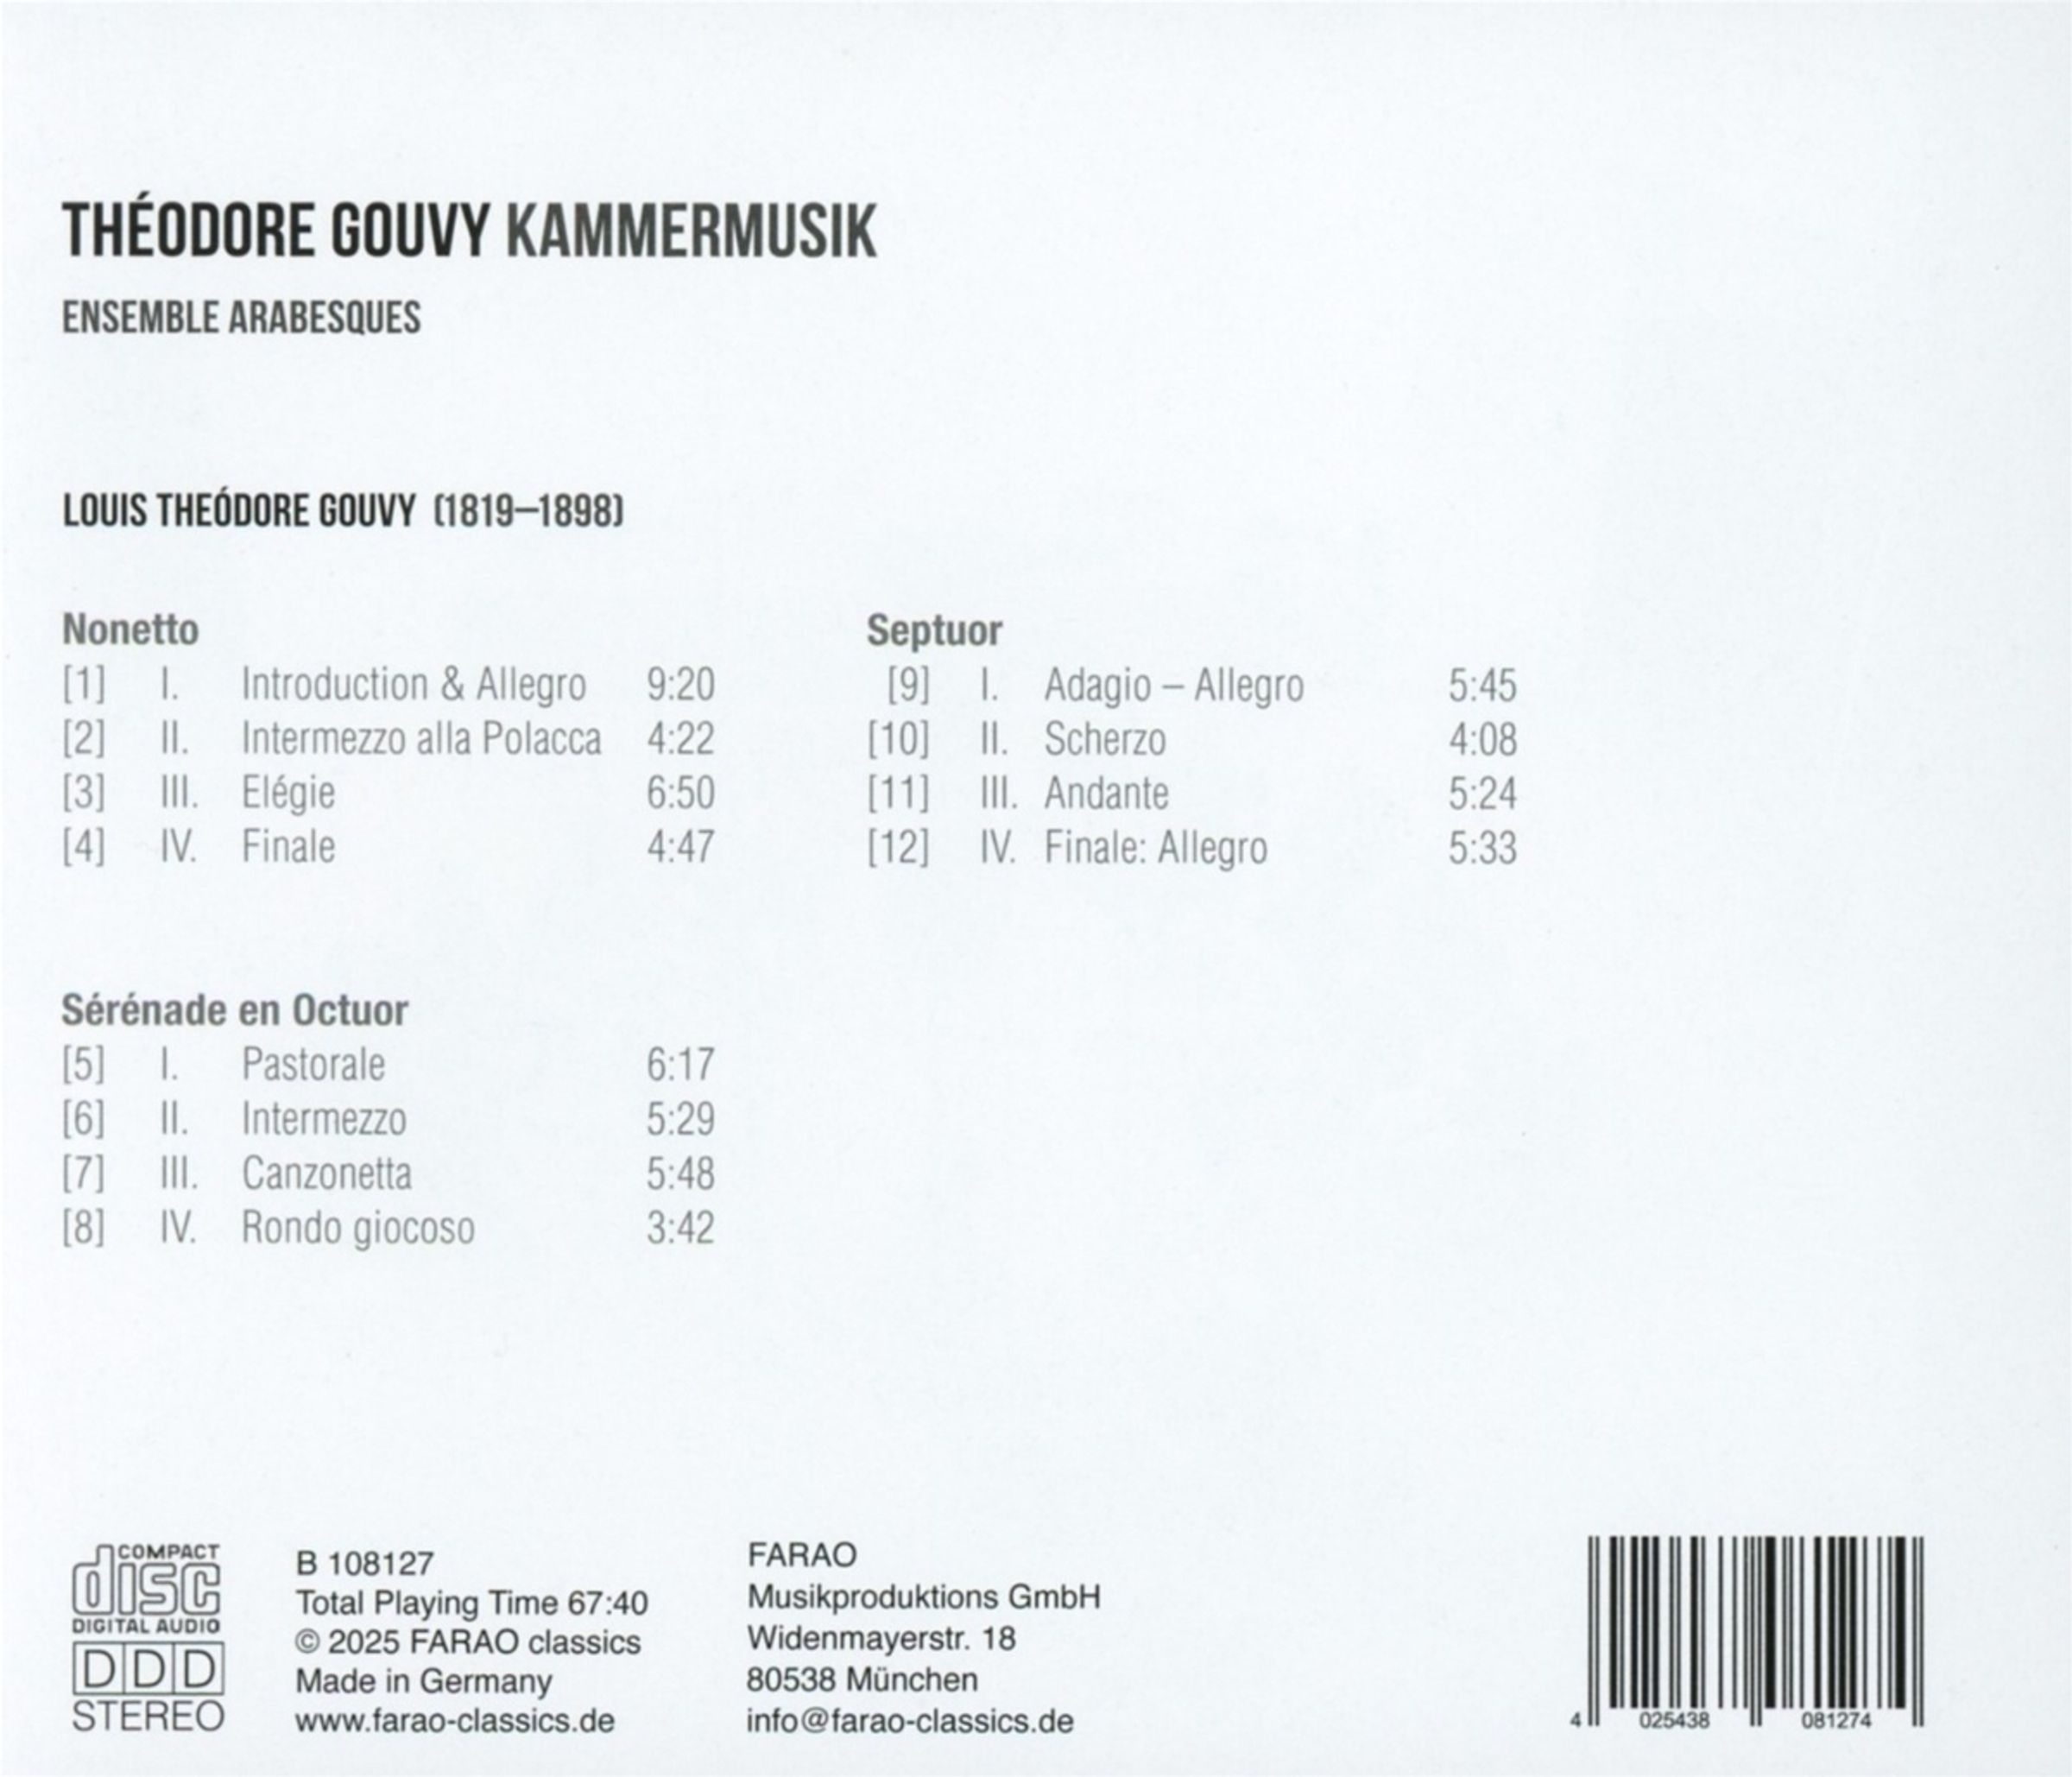 THÉODORE GOUVY KAMMERMUSIK
ENSEMBLE ARABESQUES
LOUIS THEÓDORE GOUVY (1819–1898)
Nonetto
[1] I. Introduction & Allegro 9:20
[2] II. Intermezzo alla Polacca 4:22
[3] III. Elégie 6:50
[4] IV. Finale 4:47
Sérénade en Octuor
[5] I. Pastorale 6:17
[6] II. Intermezzo 5:29
[7] III. Canzonetta 5:48
[8] IV. Rondo giocoso 3:42
Septuor
[9] I. Adagio – Allegro 5:45
[10] II. Scherzo 4:08
[11] III. Andante 5:24
[12] IV. Finale: Allegro 5:33
COMPACT
disc
DIGITAL AUDIO
DDD
STEREO
B 108127
Total Playing Time 67:40
© 2025 FARAO classics
Made in Germany
www.farao-classics.de
FARAO
Musikproduktions GmbH
Widenmayerstr. 18
80538 München
info@farao-classics.de
4 025438 081274